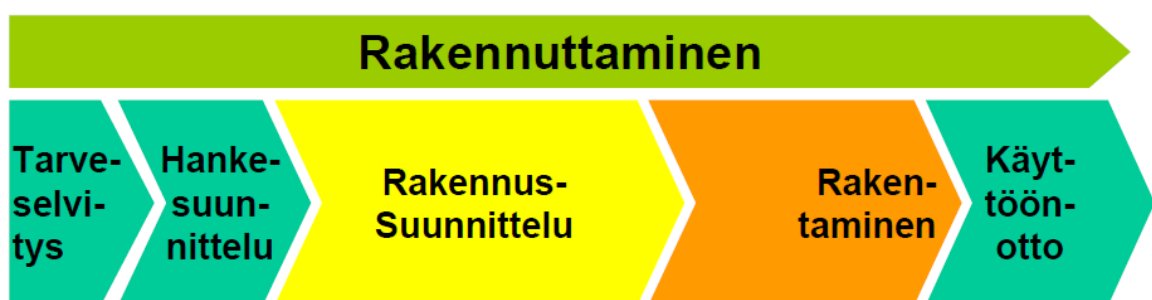 Rakennuttaminen
Tarve-
selvi-
tys
Hanke-
suun-
nittelu
Rakennus-
Suunnittelu
Raken-
taminen
Käyt-
töön-
otto